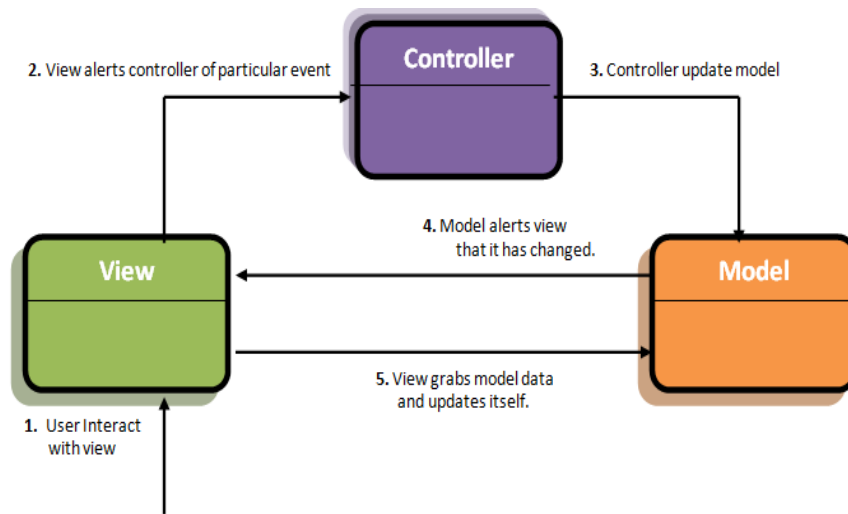 Controller
2. View alerts controller of particular event
3. Controller update model
4. Model alerts view
that it has changed.
View
Model
5. View grabs model data
and updates itself.
1. User Interact
with view